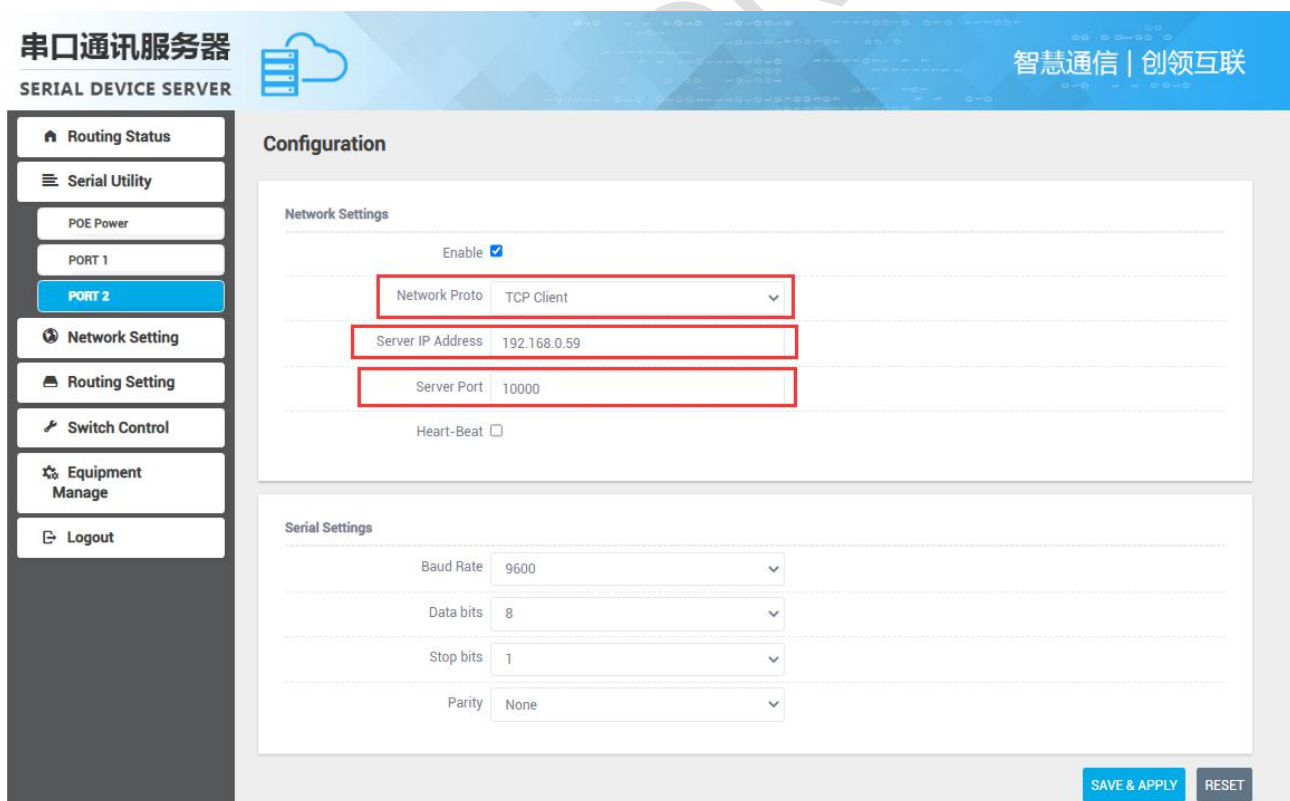 串口通讯服务器
SERIAL DEVICE SERVER
智慧通信 | 创领互联
Routing Status
Serial Utility
POE Power
PORT 1
PORT 2
Network Setting
Routing Setting
Switch Control
Equipment
Manage
Logout
Configuration
Network Settings
Enable
Network Proto TCP Client
Server IP Address 192.168.0.59
Server Port 10000
Heart-Beat
Serial Settings
Baud Rate 9600
Data bits 8
Stop bits 1
Parity None
SAVE & APPLY RESET